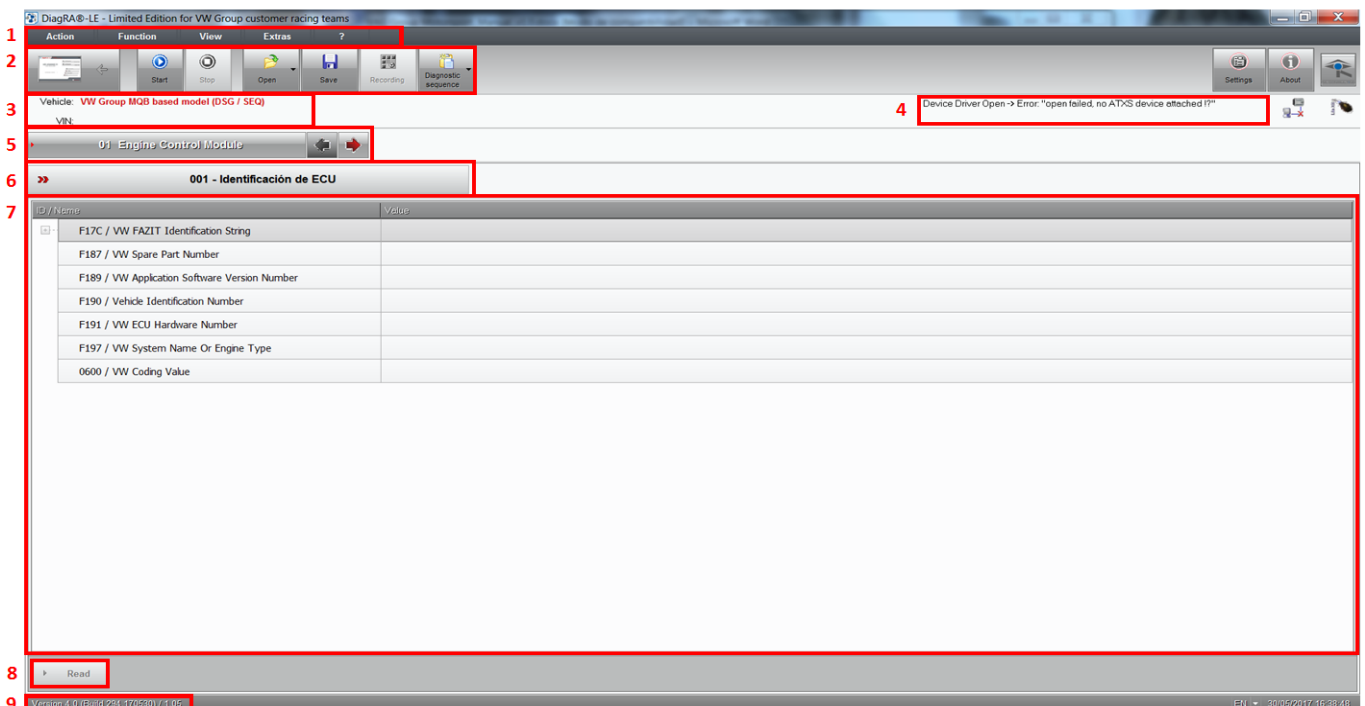 DiagRA®-LE - Limited Edition for VW Group customer racing teams
1 Action Function View Extras ?
2 Start Stop Open Save Recording Diagnostic sequence Settings About
3 Vehicle: VW Group MQB based model (DSG / SEQ)
VIN:
4 Device Driver Open -> Error: "open failed, no ATXS device attached !?"
5 01 Engine Control Module
6 001 - Identificación de ECU
7 ID / Name Value
F17C / VW FAZIT Identification String
F187 / VW Spare Part Number
F189 / VW Application Software Version Number
F190 / Vehicle Identification Number
F191 / VW ECU Hardware Number
F197 / VW System Name Or Engine Type
0600 / VW Coding Value
8 Read
9 Version 4.0 (Build 294.170530) / 1.05 EN 30/05/2017 16:38:48